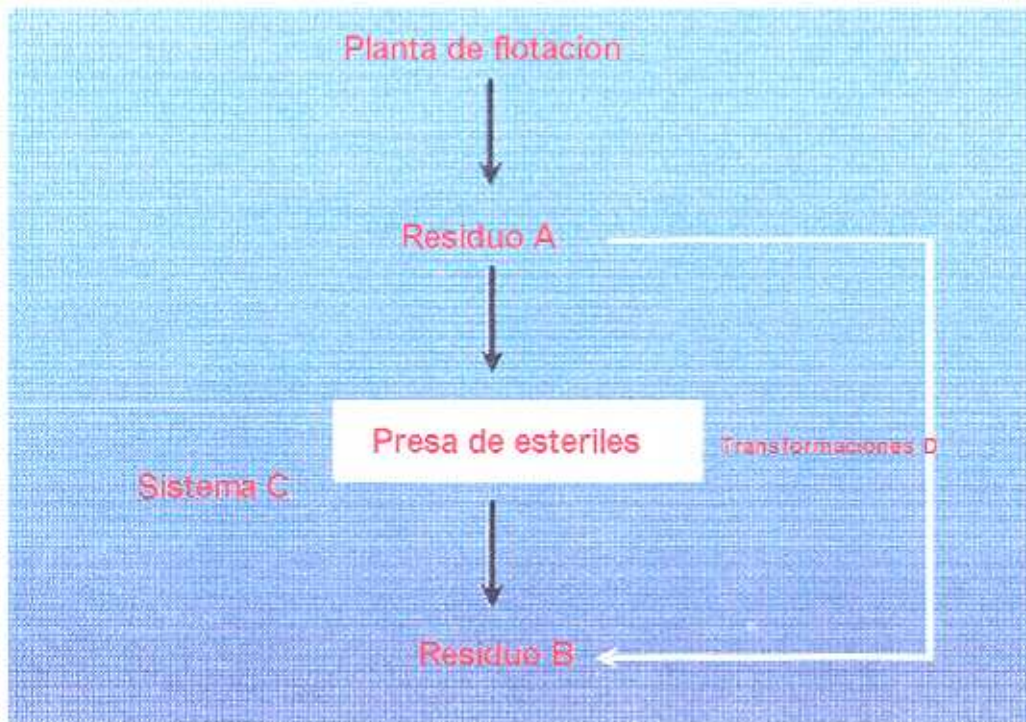 Planta de flotacion
Residuo A
Presa de esteriles
Transformaciones D
Sistema C
Residuo B